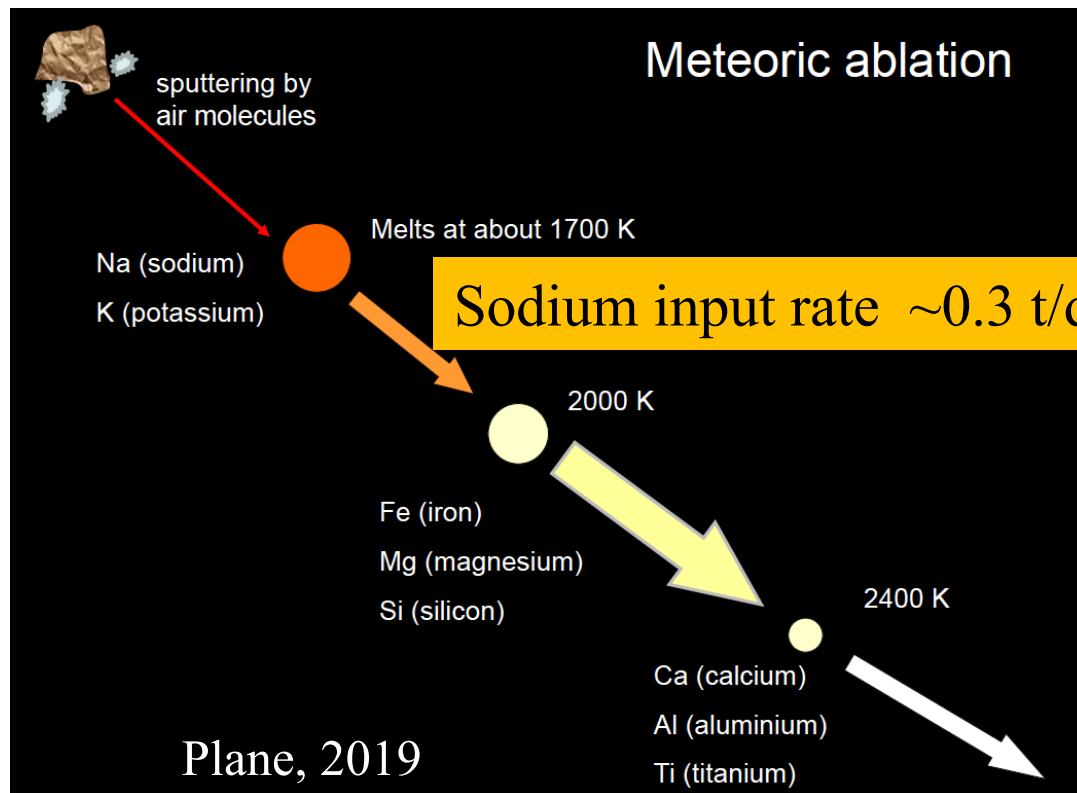 Meteoric ablation
sputtering by
air molecules
Melts at about 1700 K
Na (sodium)
K (potassium)
Sodium input rate ~0.3 t/d
2000 K
Fe (iron)
Mg (magnesium)
Si (silicon)
2400 K
Ca (calcium)
Al (aluminium)
Ti (titanium)
Plane, 2019